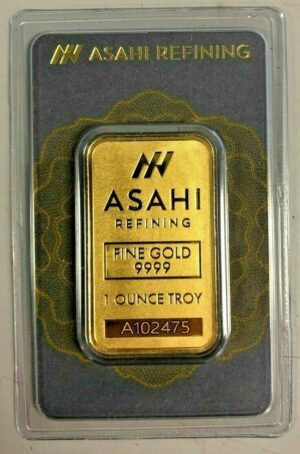 ASAHI REFINING
ASAHI
REFINING
FINE GOLD
9999
1 OUNCE TROY
A102475